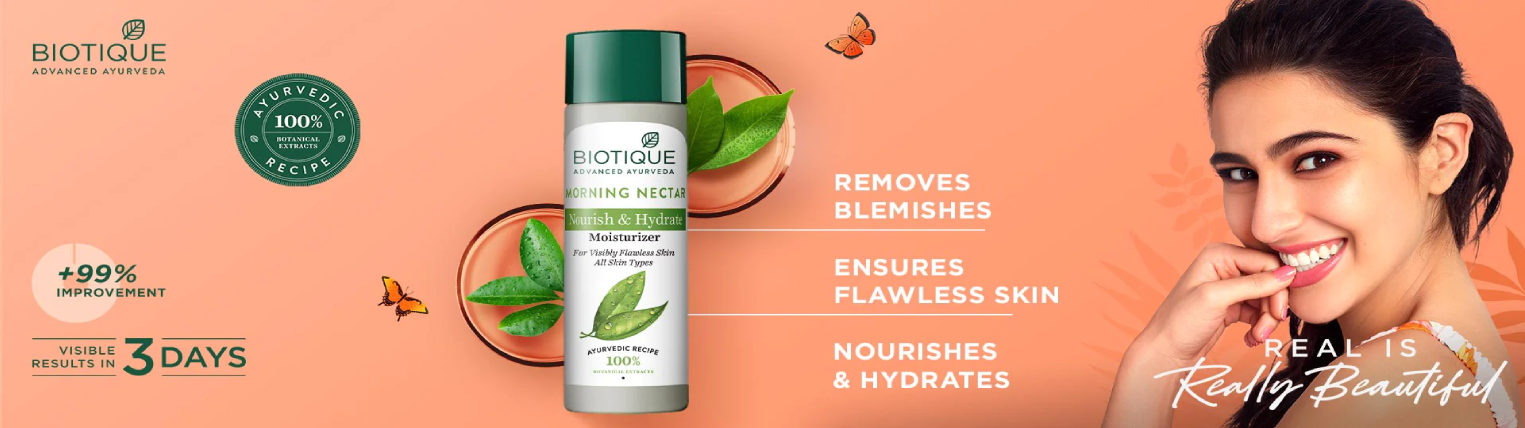 BIOTIQUE
ADVANCED AYURVEDA
AYURVEDIC
100%
BOTANICAL
EXTRACTS
RECIPE
+99%
IMPROVEMENT
VISIBLE
RESULTS IN 3 DAYS
BIOTIQUE
ADVANCED AYURVEDA
MORNING NECTAR
Nourish & Hydrate
Moisturizer
For Visibly Flawless Skin
All Skin Types
AYURVEDIC RECIPE
100%
BOTANICAL EXTRACTS
REMOVES
BLEMISHES
ENSURES
FLAWLESS SKIN
NOURISHES
& HYDRATES
REAL IS
Really Beautiful